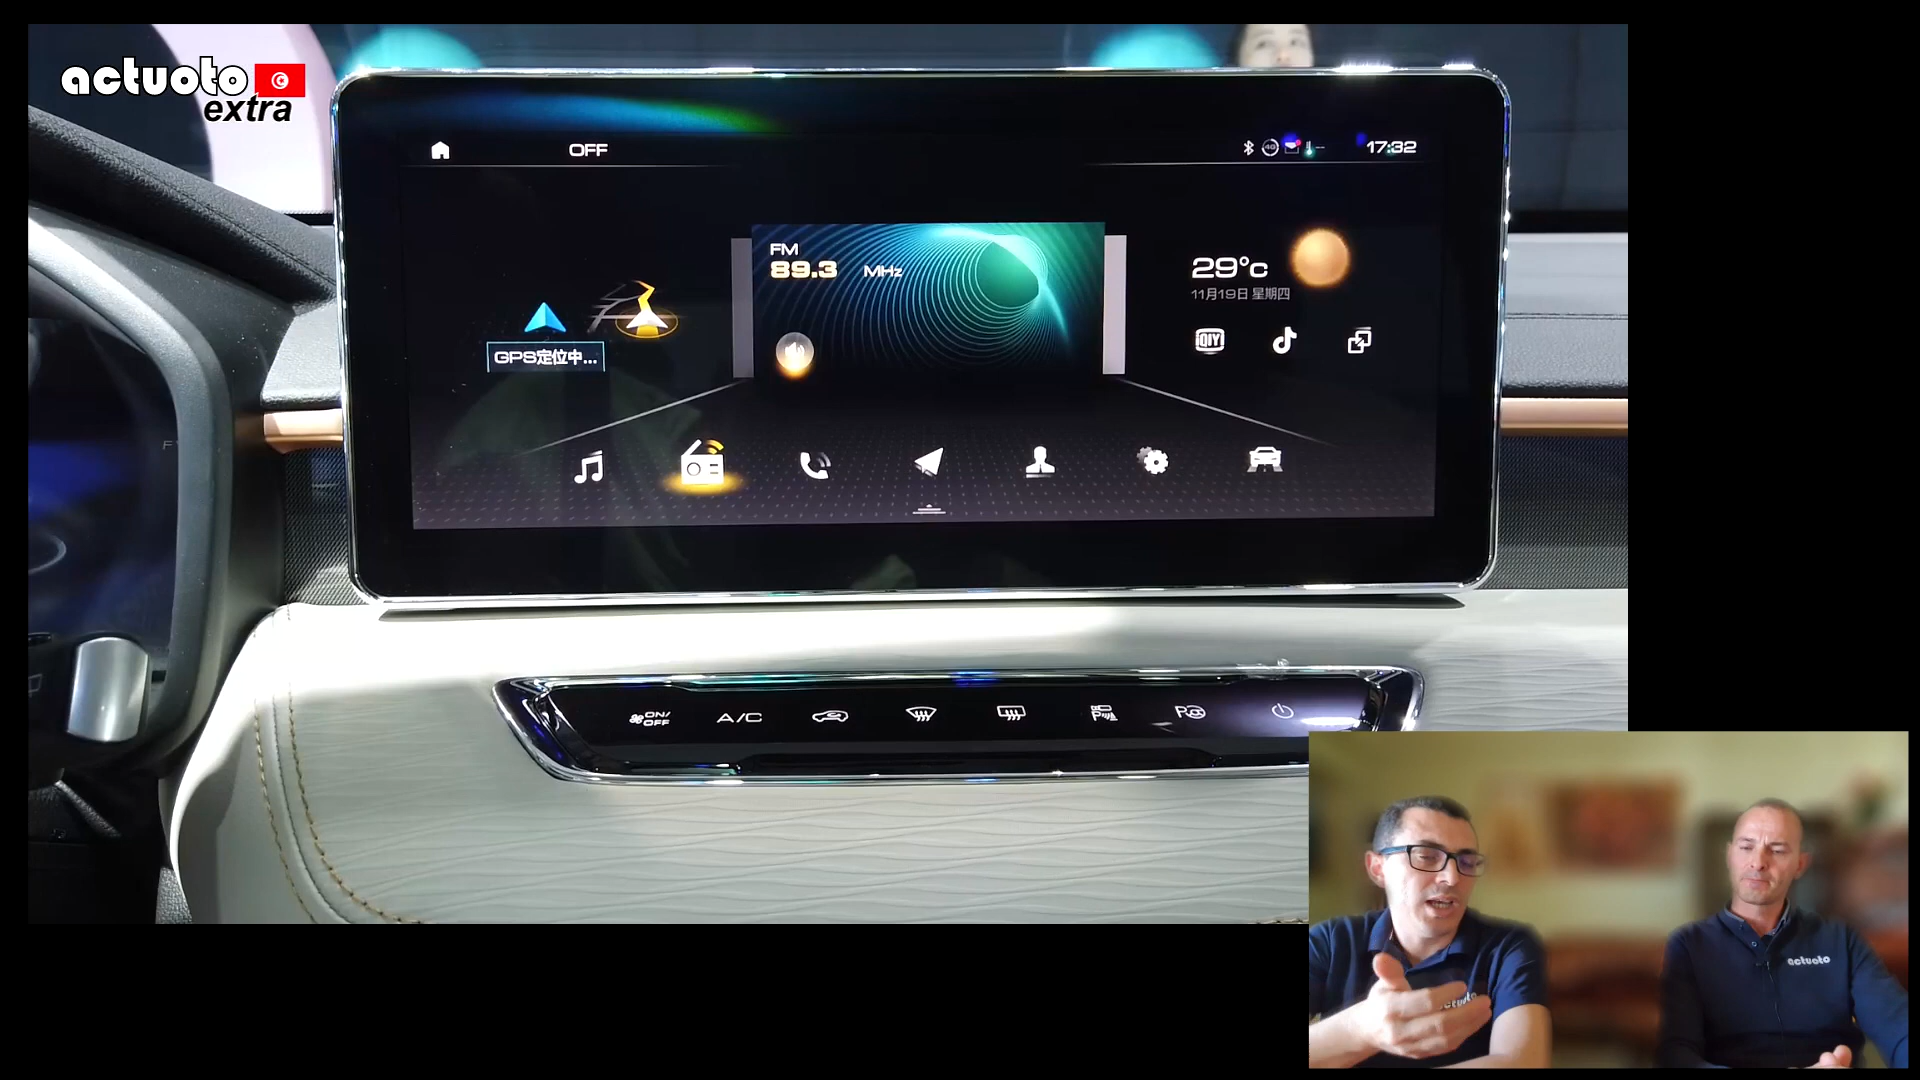 actuoto
extra
OFF
17:32
FM
89.3 MHz
29°c
11月19日 星期四
iQIY
GPS定位中...
ON/
OFF
A/C
actuoto